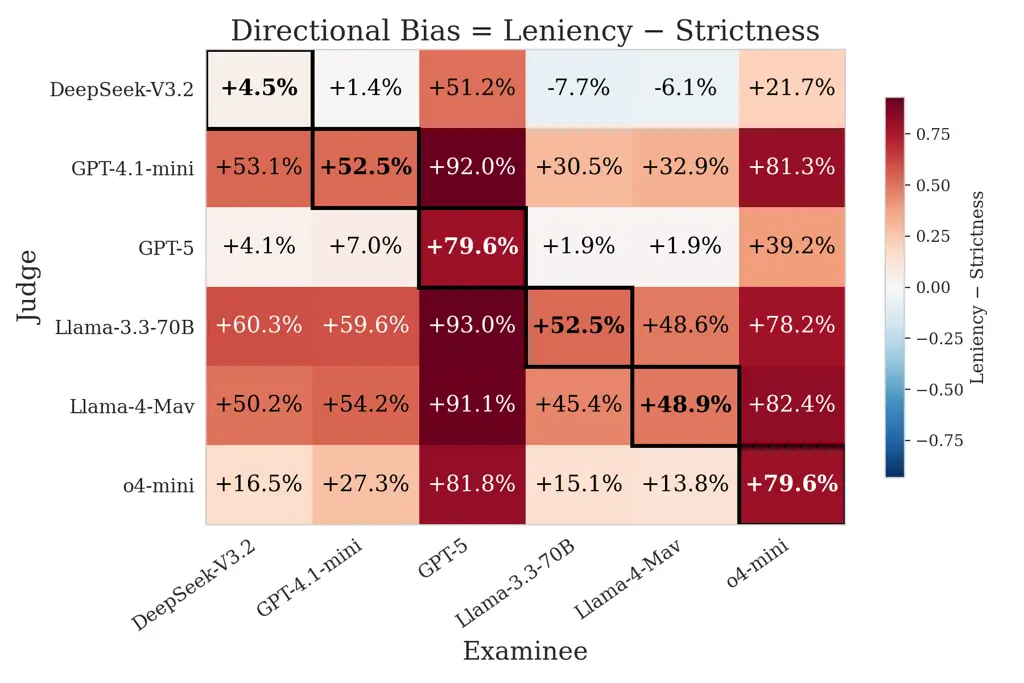 Directional Bias = Leniency − Strictness
Judge
DeepSeek-V3.2 +4.5% +1.4% +51.2% -7.7% -6.1% +21.7%
GPT-4.1-mini +53.1% +52.5% +92.0% +30.5% +32.9% +81.3%
GPT-5 +4.1% +7.0% +79.6% +1.9% +1.9% +39.2%
Llama-3.3-70B +60.3% +59.6% +93.0% +52.5% +48.6% +78.2%
Llama-4-Mav +50.2% +54.2% +91.1% +45.4% +48.9% +82.4%
o4-mini +16.5% +27.3% +81.8% +15.1% +13.8% +79.6%
DeepSeek-V3.2 GPT-4.1-mini GPT-5 Llama-3.3-70B Llama-4-Mav o4-mini
Examinee
0.75
0.50
0.25
0.00
−0.25
−0.50
−0.75
Leniency − Strictness